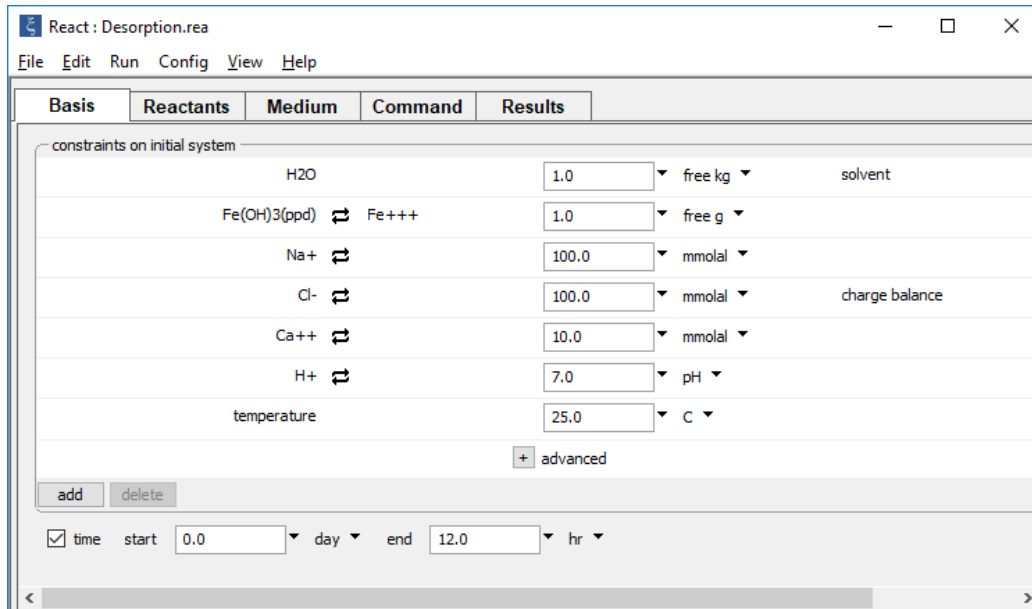 React : Desorption.rea
File Edit Run Config View Help
Basis Reactants Medium Command Results
constraints on initial system
H2O 1.0 free kg solvent
Fe(OH)3(ppd) Fe+++ 1.0 free g
Na+ 100.0 mmolal
Cl- 100.0 mmolal charge balance
Ca++ 10.0 mmolal
H+ 7.0 pH
temperature 25.0 C
+ advanced
add delete
time start 0.0 day end 12.0 hr